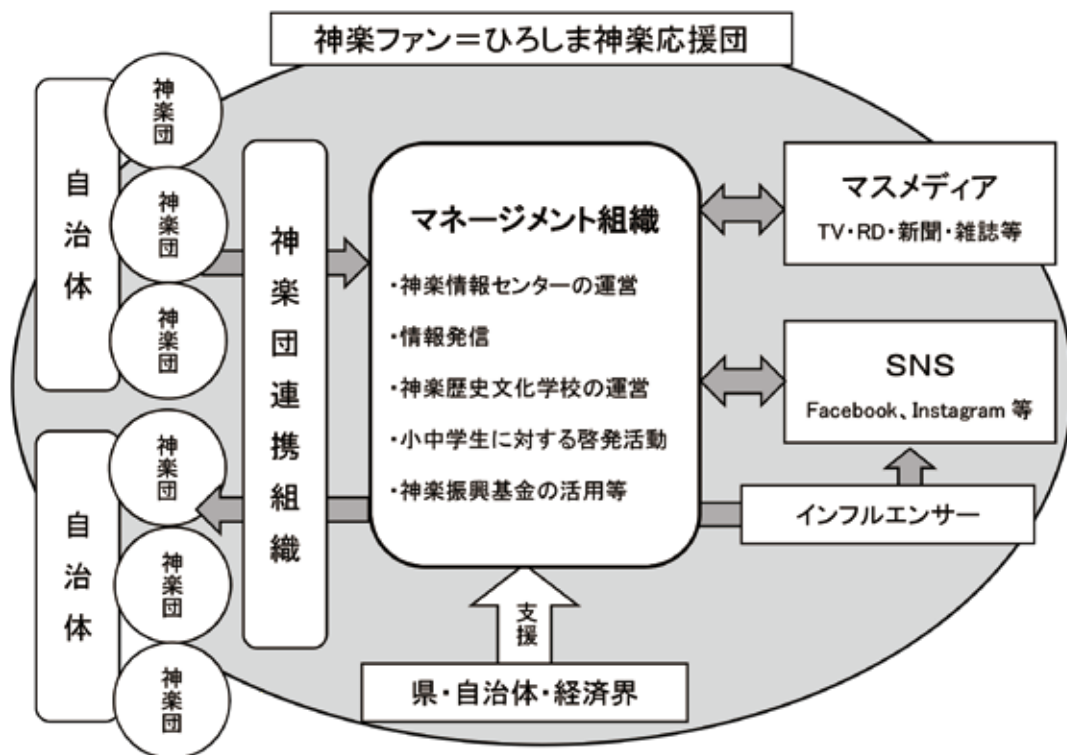 神楽ファン＝ひろしま神楽応援団
自治体
神楽団
神楽団
神楽団
自治体
神楽団
神楽団
神楽団
神楽団連携組織
マネージメント組織
・神楽情報センターの運営
・情報発信
・神楽歴史文化学校の運営
・小中学生に対する啓発活動
・神楽振興基金の活用等
マスメディア
TV・RD・新聞・雑誌等
SNS
Facebook、Instagram 等
インフルエンサー
支援
県・自治体・経済界